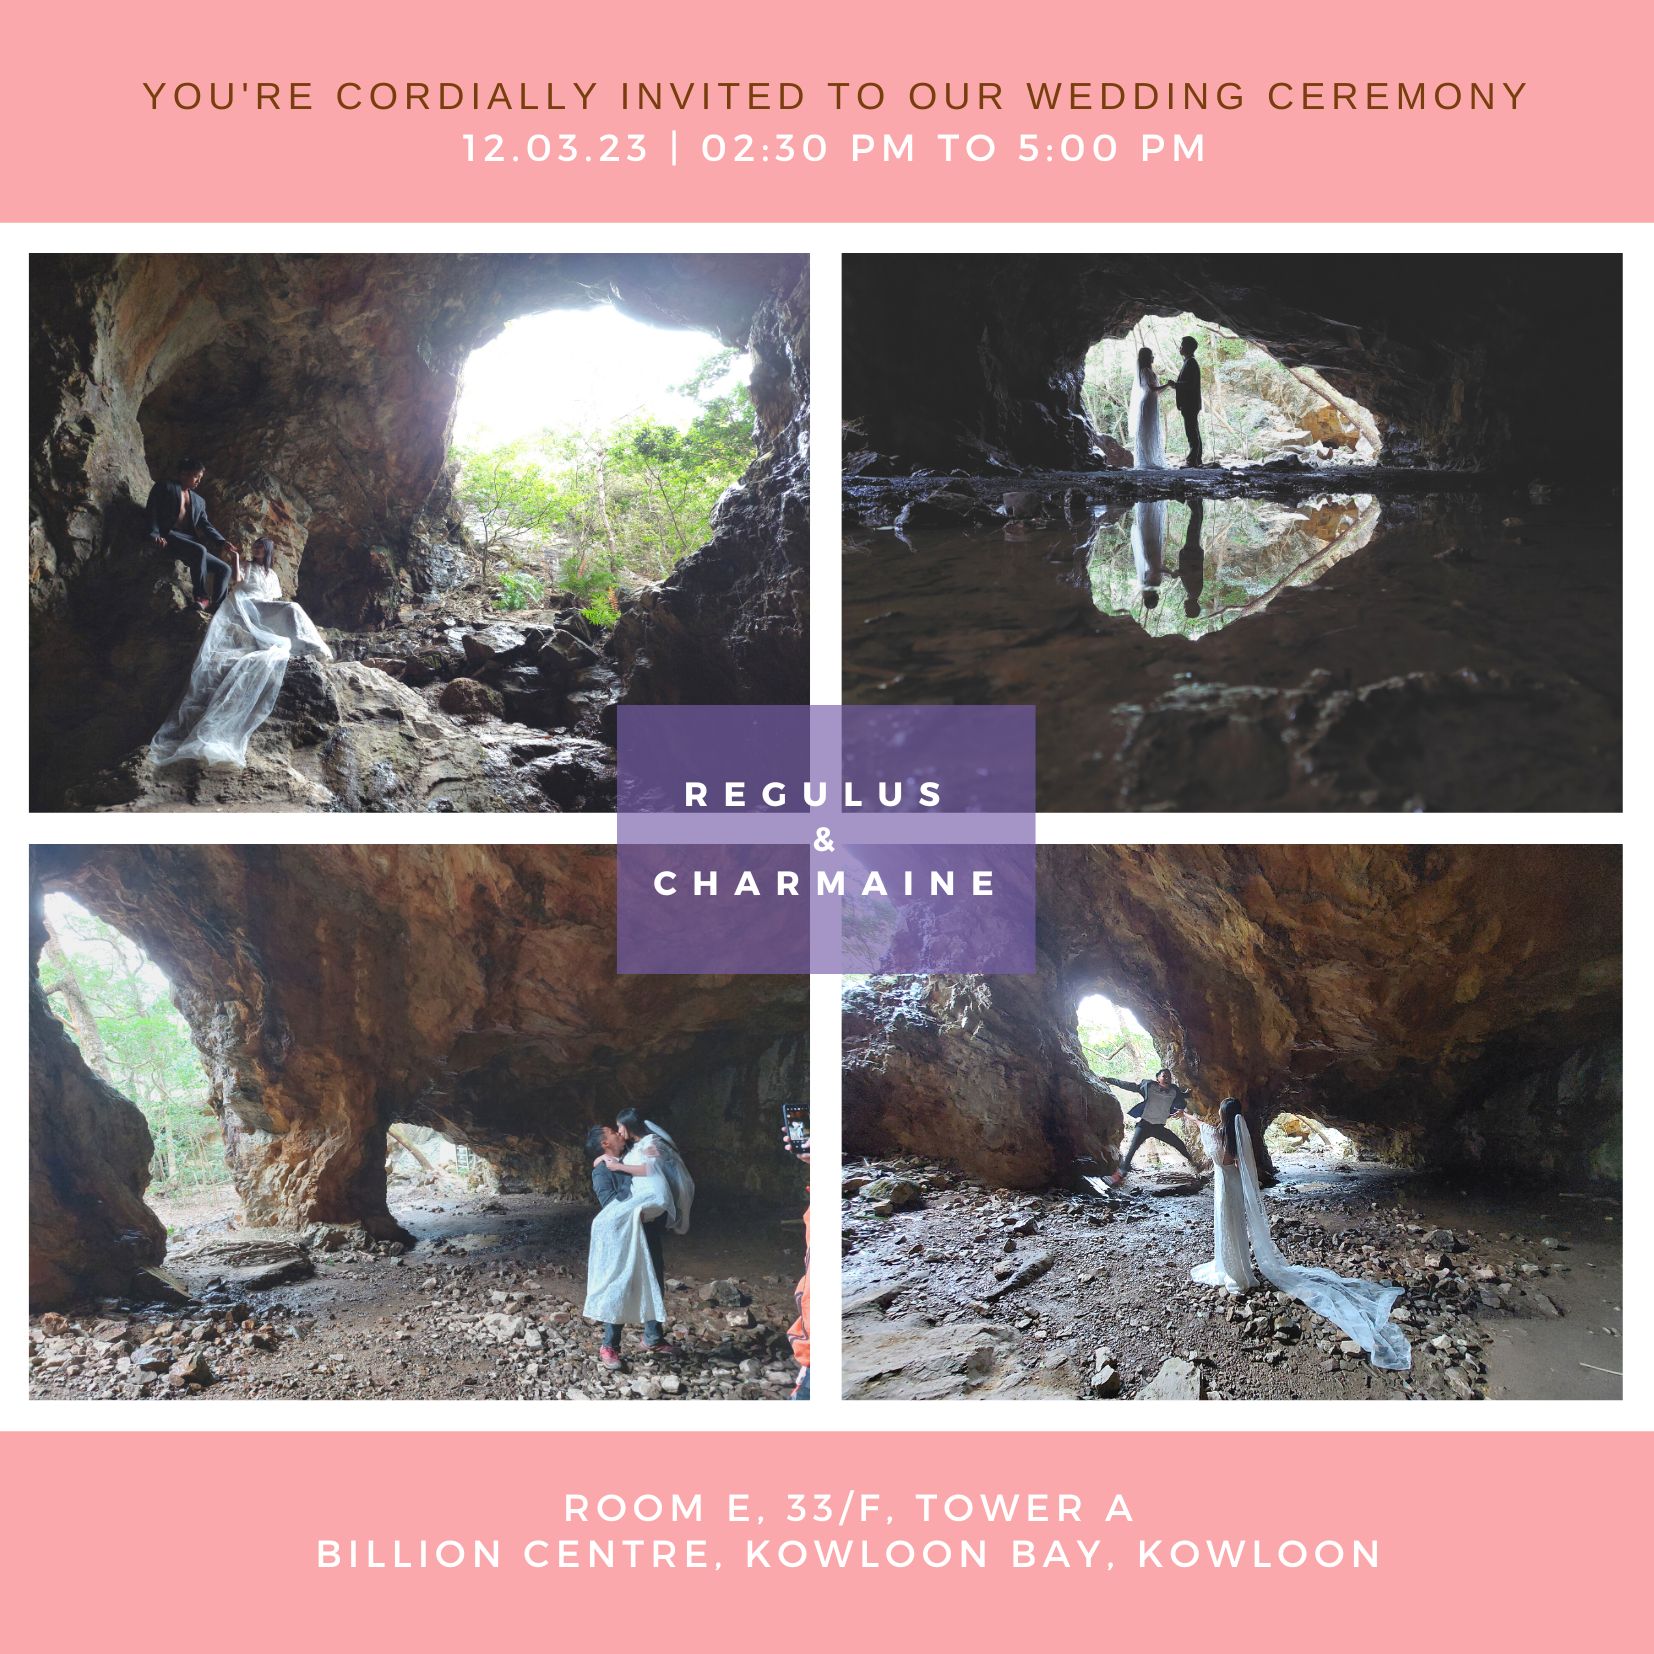 YOU'RE CORDIALLY INVITED TO OUR WEDDING CEREMONY
12.03.23 | 02:30 PM TO 5:00 PM
REGULUS
&
CHARMAINE
ROOM E, 33/F, TOWER A
BILLION CENTRE, KOWLOON BAY, KOWLOON